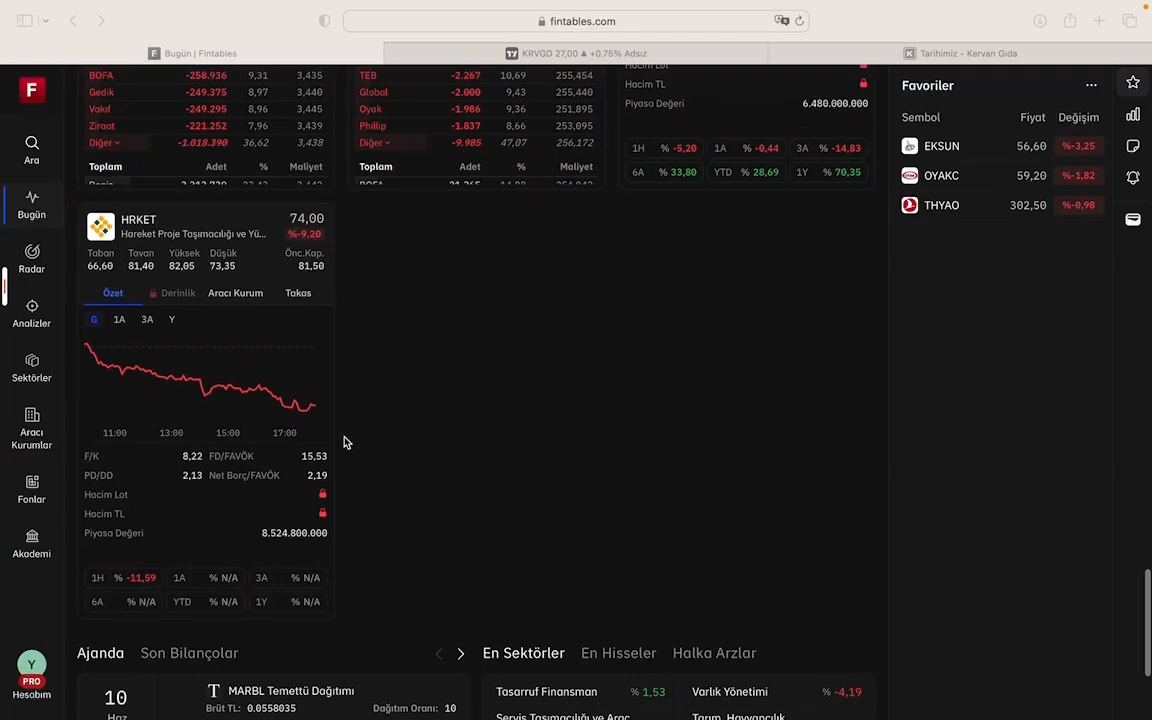 fintables.com
Bugün | Fintables
KRVGD 27,00 ▲ +0.75% Adsız
Tarihimiz - Kervan Gıda
F
Ara
Bugün
Radar
Analizler
Sektörler
Aracı
Kurumlar
Fonlar
Akademi
Y
PRO
Hesabım
BOFA -258.936 9,31 3,435
Gedik -249.375 8,97 3,440
Vakıf -249.295 8,96 3,445
Ziraat -221.252 7,96 3,439
Diğer -1.018.390 36,62 3,438
Toplam Adet % Maliyet
TEB -2.267 10,69 255,454
Global -2.000 9,43 255,440
Oyak -1.986 9,36 251,895
Phillip -1.837 8,66 253,095
Diğer -9.985 47,07 256,172
Toplam Adet % Maliyet
Hacim Lot
Hacim TL
Piyasa Değeri 6.480.000.000
1H % -5,20 1A % -0,44 3A % -14,83
6A % 33,80 YTD % 28,69 1Y % 70,35
HRKET 74,00
Hareket Proje Taşımacılığı ve Yü... %-9,20
Taban Tavan Yüksek Düşük Önc.Kap.
66,60 81,40 82,05 73,35 81,50
Özet Derinlik Aracı Kurum Takas
G 1A 3A Y
11:00 13:00 15:00 17:00
F/K 8,22 FD/FAVÖK 15,53
PD/DD 2,13 Net Borç/FAVÖK 2,19
Hacim Lot
Hacim TL
Piyasa Değeri 8.524.800.000
1H % -11,59 1A % N/A 3A % N/A
6A % N/A YTD % N/A 1Y % N/A
Ajanda Son Bilançolar
10
Haz
T MARBL Temettü Dağıtımı
Brüt TL: 0.0558035 Dağıtım Oranı: 10
En Sektörler En Hisseler Halka Arzlar
Tasarruf Finansman % 1,53 Varlık Yönetimi % -4,19
Servis Taşımacılığı ve Araç Tarım, Hayvancılık
Favoriler
Sembol Fiyat Değişim
EKSUN 56,60 %-3,25
OYAKC 59,20 %-1,82
THYAO 302,50 %-0,98